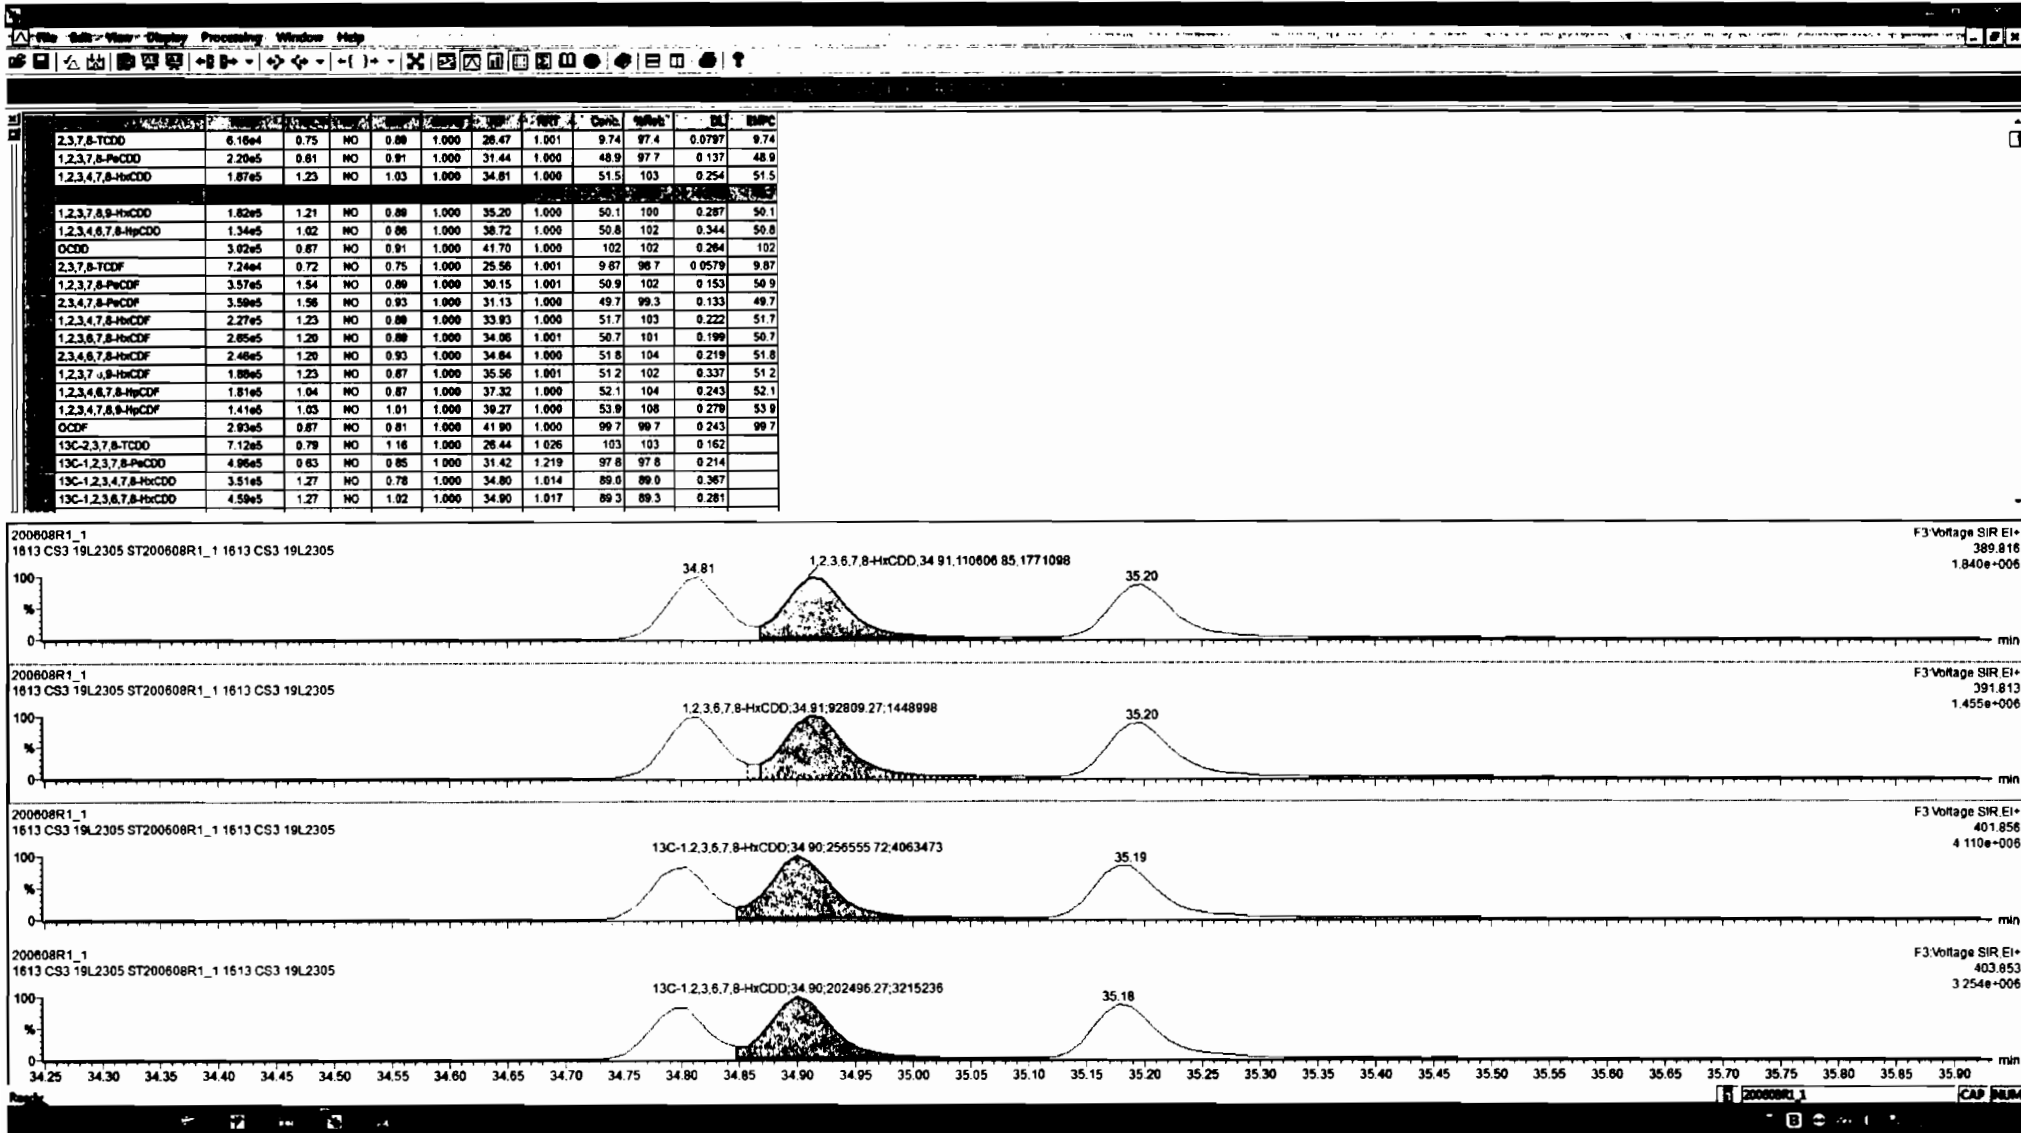 File Edit View Display Processing Window Help
RRT Conc. %Rec DL EMPC
2,3,7,8-TCDD 6.16e4 0.75 NO 0.89 1.000 26.47 1.001 9.74 97.4 0.0797 9.74
1,2,3,7,8-PeCDD 2.20e5 0.61 NO 0.91 1.000 31.44 1.000 48.9 97 7 0 137 48.9
1,2,3,4,7,8-HxCDD 1.87e5 1.23 NO 1.03 1.000 34.81 1.000 51.5 103 0.254 51.5
1,2,3,7,8,9-HxCDD 1.82e5 1.21 NO 0.89 1.000 35.20 1.000 50.1 100 0.287 50.1
1,2,3,4,6,7,8-HpCDD 1.34e5 1.02 NO 0 86 1.000 38.72 1.000 50.8 102 0.344 50.8
OCDD 3.02e5 0.87 NO 0.91 1.000 41.70 1.000 102 102 0.264 102
2,3,7,8-TCDF 7.24e4 0.72 NO 0.75 1.000 25.56 1.001 9 87 98 7 0 0579 9.87
1,2,3,7,8-PeCDF 3.57e5 1.54 NO 0.89 1.000 30.15 1.001 50.9 102 0 153 50 9
2,3,4,7,8-PeCDF 3.59e5 1.56 NO 0.93 1.000 31.13 1.000 49.7 99.3 0.133 49.7
1,2,3,4,7,8-HxCDF 2.27e5 1.23 NO 0.89 1.000 33.93 1.000 51.7 103 0.222 51.7
1,2,3,6,7,8-HxCDF 2.65e5 1.20 NO 0.89 1.000 34.06 1.001 50.7 101 0.199 50.7
2,3,4,6,7,8-HxCDF 2.46e5 1.20 NO 0.93 1.000 34.64 1.000 51 8 104 0.219 51.8
1,2,3,7 ,9-HxCDF 1.88e5 1.23 NO 0.87 1.000 35.56 1.001 51 2 102 0.337 51 2
1,2,3,4,6,7,8-HpCDF 1.81e5 1.04 NO 0.87 1.000 37.32 1.000 52.1 104 0.243 52.1
1,2,3,4,7,8,9-HpCDF 1.41e5 1.03 NO 1.01 1.000 39.27 1.000 53.9 108 0 279 53 9
OCDF 2.93e5 0.87 NO 0 81 1.000 41 90 1.000 99 7 99 7 0 243 99 7
13C-2,3,7,8-TCDD 7.12e5 0.79 NO 1 16 1.000 26.44 1 026 103 103 0 162
13C-1,2,3,7,8-PeCDD 4.96e5 0 63 NO 0 85 1 000 31.42 1.219 97 8 97 8 0 214
13C-1,2,3,4,7,8-HxCDD 3.51e5 1.27 NO 0.78 1.000 34.80 1.014 89.0 89.0 0.367
13C-1,2,3,6,7,8-HxCDD 4.59e5 1.27 NO 1.02 1.000 34.90 1.017 89 3 89.3 0.281
200608R1_1
1613 CS3 19L2305 ST200608R1_1 1613 CS3 19L2305
F3:Voltage SIR,EI+
389.816
1.840e+006
34.81
1,2,3,6,7,8-HxCDD,34 91,110606 85,1771098
35.20
100
%
0
min
200608R1_1
1613 CS3 19L2305 ST200608R1_1 1613 CS3 19L2305
F3:Voltage SIR,EI+
391.813
1.455e+006
1,2,3,6,7,8-HxCDD;34.91;92809.27;1448998
35.20
100
%
0
min
200608R1_1
1613 CS3 19L2305 ST200608R1_1 1613 CS3 19L2305
F3:Voltage SIR,EI+
401.856
4 110e+006
13C-1.2,3,6,7,8-HxCDD;34 90;256555 72;4063473
35.19
100
%
0
min
200608R1_1
1613 CS3 19L2305 ST200608R1_1 1613 CS3 19L2305
F3:Voltage SIR,EI+
403.853
3 254e+006
13C-1.2,3,6,7,8-HxCDD;34.90;202496.27;3215236
35.18
100
%
0
min
34.25 34.30 34.35 34.40 34.45 34.50 34.55 34.60 34.65 34.70 34.75 34.80 34.85 34.90 34.95 35.00 35.05 35.10 35.15 35.20 35.25 35.30 35.35 35.40 35.45 35.50 35.55 35.60 35.65 35.70 35.75 35.80 35.85 35.90
Ready
200608R1_1 CAP NUM